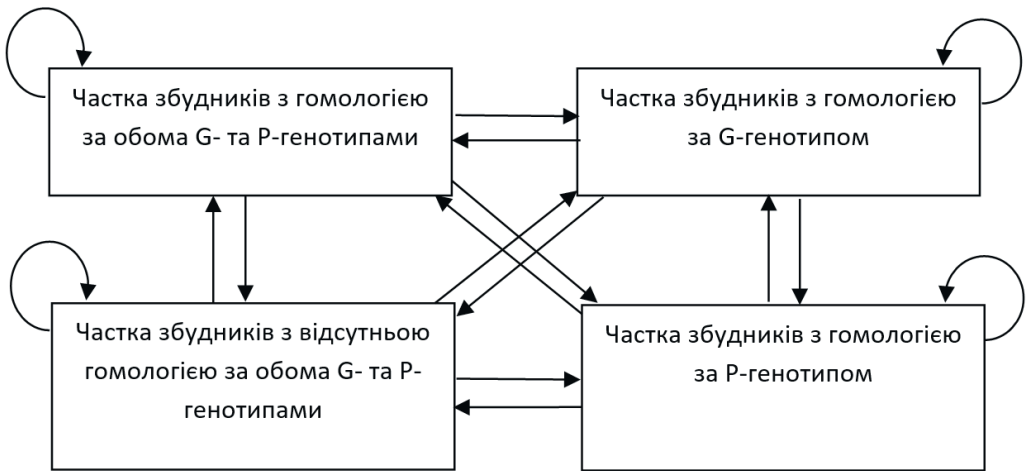 Частка збудників з гомологією
за обома G- та P-генотипами
Частка збудників з гомологією
за G-генотипом
Частка збудників з відсутньою
гомологією за обома G- та P-
генотипами
Частка збудників з гомологією
за P-генотипом